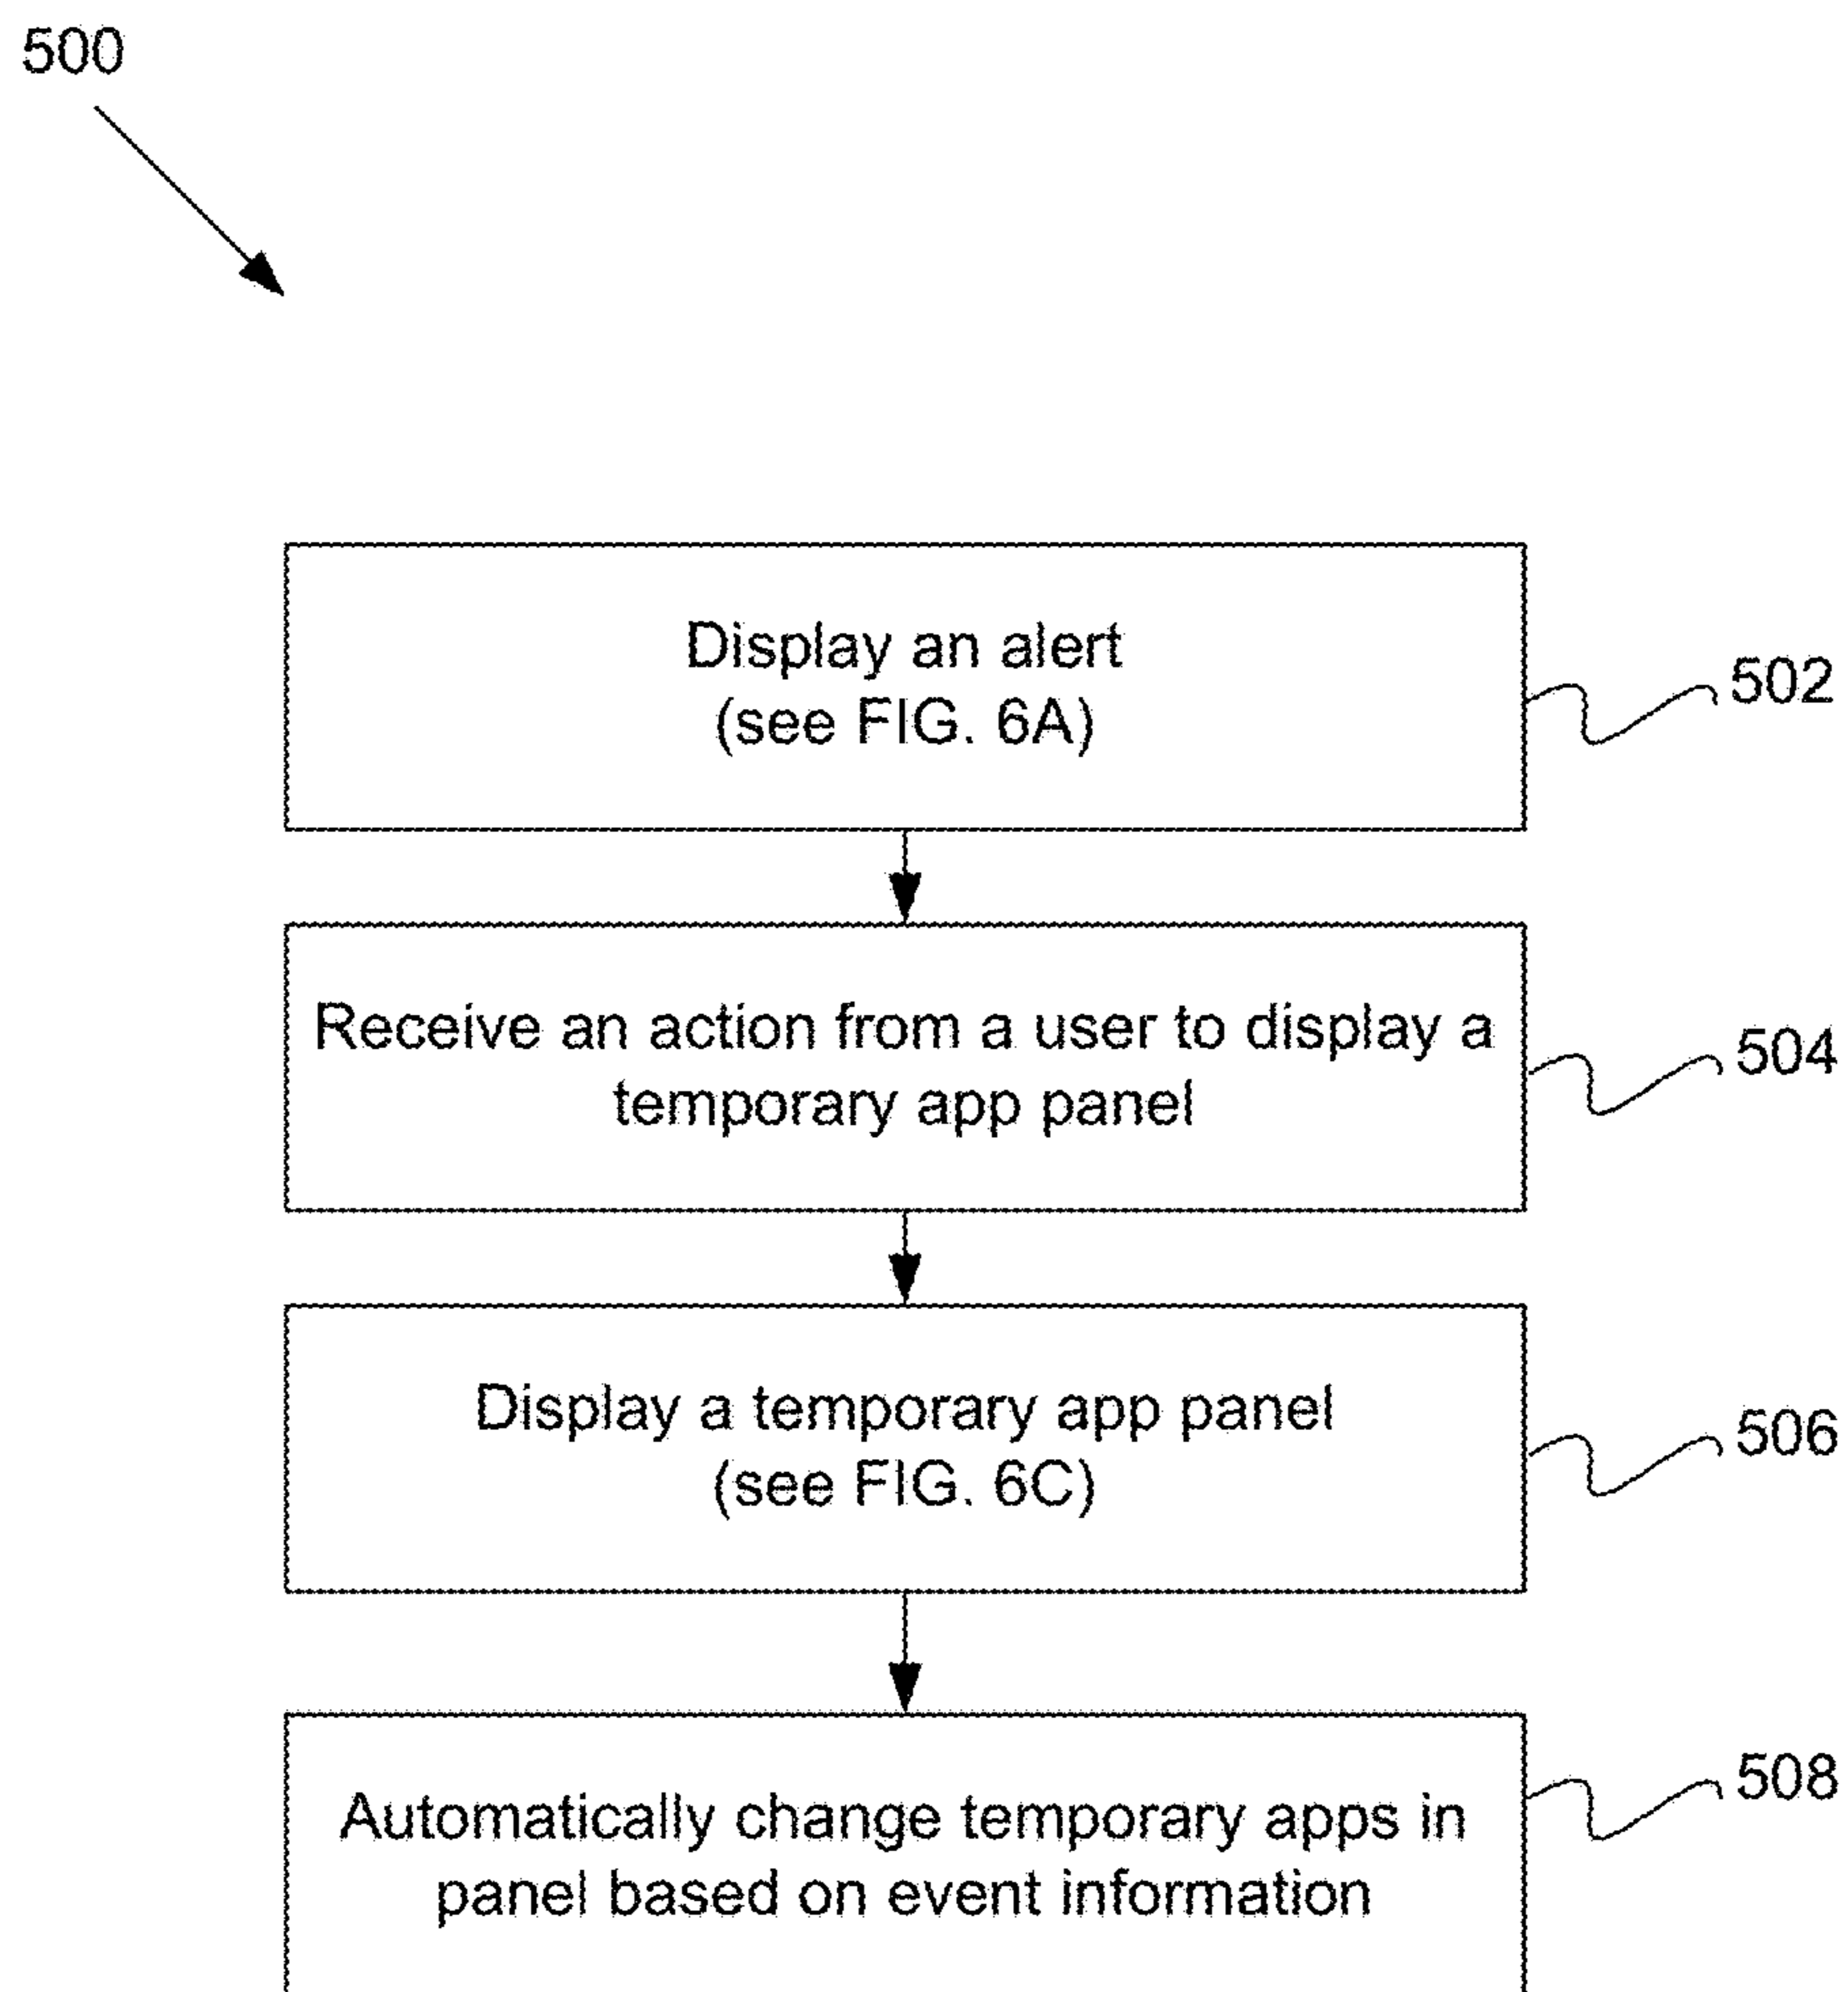 500
Display an alert
(see FIG. 6A)
502
Receive an action from a user to display a
temporary app panel
504
Display a temporary app panel
(see FIG. 6C)
506
Automatically change temporary apps in
panel based on event information
508